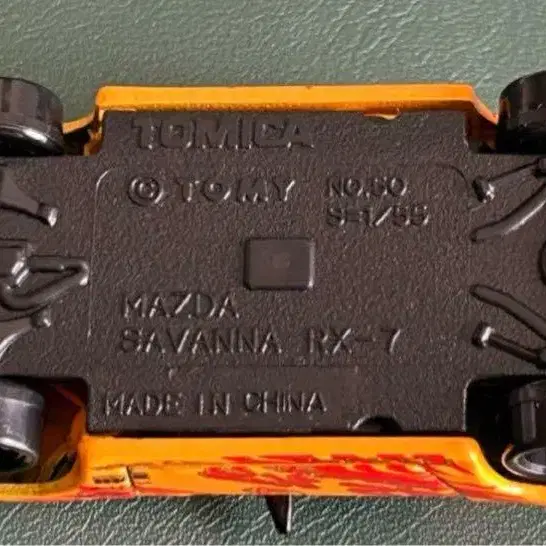 TOMICA
© TOMY NO.50
S=1/59
MAZDA
SAVANNA RX-7
MADE IN CHINA